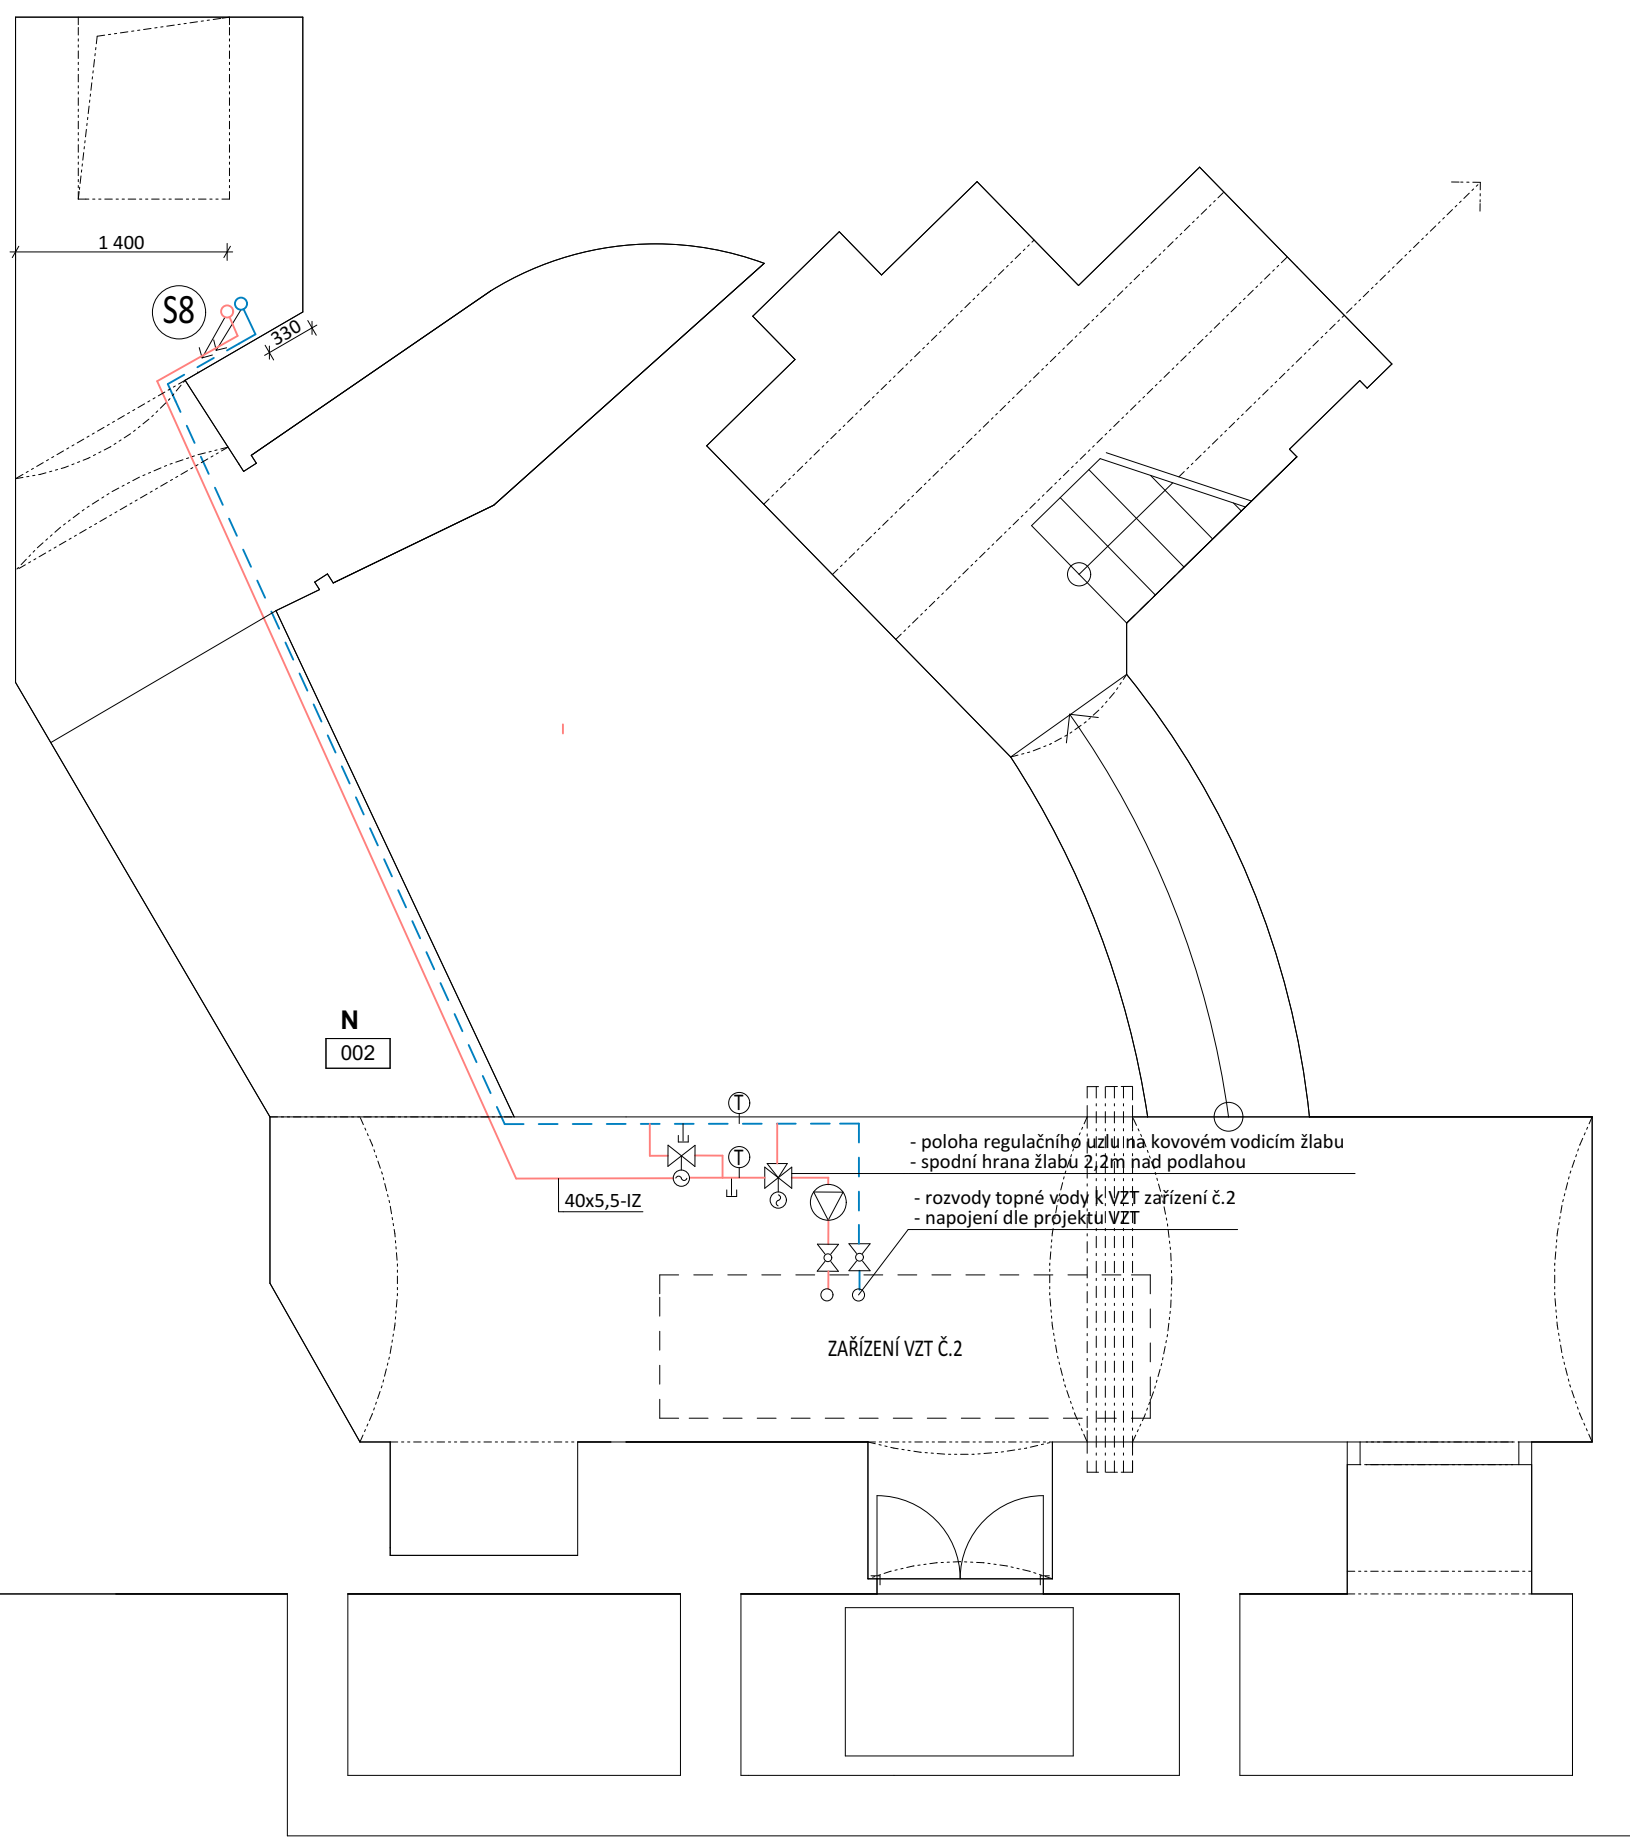 1 400
S8
330
N
002
T
- poloha regulačního uzlu na kovovém vodicím žlabu
- spodní hrana žlabu 2,2m nad podlahou
T
40x5,5-IZ
- rozvody topné vody k VZT zařízení č.2
- napojení dle projektu VZT
ZAŘÍZENÍ VZT Č.2